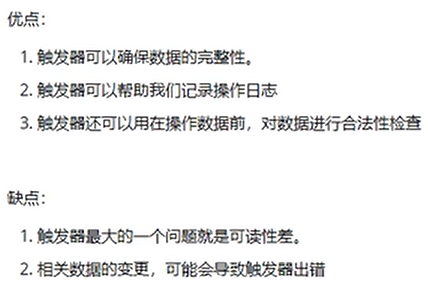 优点：
1. 触发器可以确保数据的完整性。
2. 触发器可以帮助我们记录操作日志
3. 触发器还可以用在操作数据前，对数据进行合法性检查
缺点：
1. 触发器最大的一个问题就是可读性差。
2. 相关数据的变更，可能会导致触发器出错